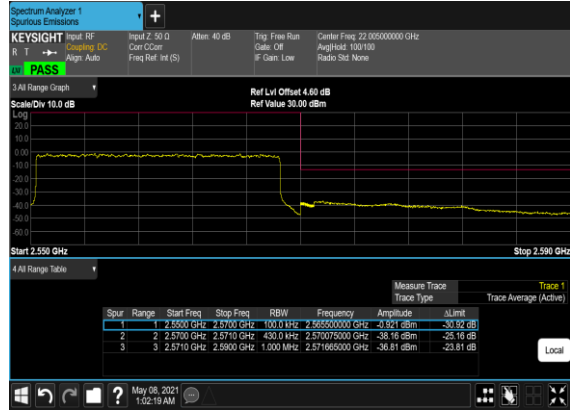 Spectrum Analyzer 1
Spurious Emissions
KEYSIGHT Input: RF Input Z: 50 Ω Atten: 40 dB Trig: Free Run Center Freq: 22.005000000 GHz
R T Coupling: DC Corr CCorr Gate: Off Avg|Hold: 100/100
Align: Auto Freq Ref: Int (S) IF Gain: Low Radio Std: None
PASS
3 All Range Graph
Ref Lvl Offset 4.60 dB
Scale/Div 10.0 dB Ref Value 30.00 dBm
Log
20.0
10.0
0.00
-10.0
-20.0
-30.0
-40.0
-50.0
-60.0
Start 2.550 GHz Stop 2.590 GHz
4 All Range Table
Measure Trace Trace 1
Trace Type Trace Average (Active)
Spur Range Start Freq Stop Freq RBW Frequency Amplitude ΔLimit
1 1 2.5500 GHz 2.5700 GHz 100.0 kHz 2.565500000 GHz -0.921 dBm -30.92 dB
2 2 2.5700 GHz 2.5710 GHz 430.0 kHz 2.570075000 GHz -38.16 dBm -25.16 dB
3 3 2.5710 GHz 2.5900 GHz 1.000 MHz 2.571665000 GHz -36.81 dBm -23.81 dB
Local
? May 08, 2021
1:02:19 AM